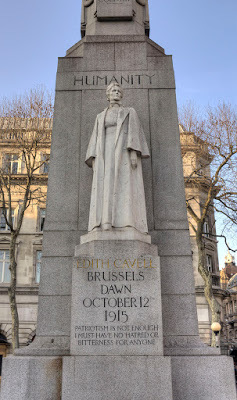 HUMANITY
EDITH CAVELL
BRUSSELS
DAWN
OCTOBER 12
1915
PATRIOTISM IS NOT ENOUGH
I MUST HAVE NO HATRED OR
BITTERNESS FOR ANYONE